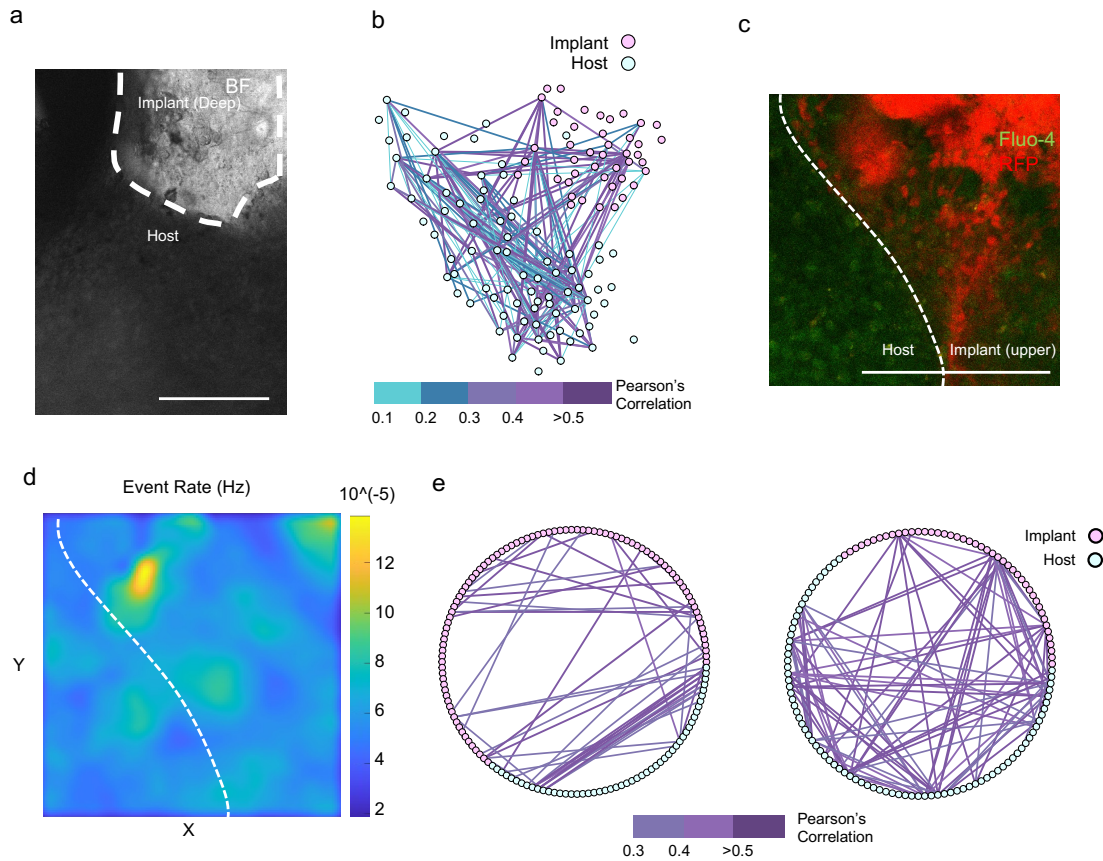 a
BF
Implant (Deep)
Host
b
Implant
Host
Pearson's
Correlation
0.1
0.2
0.3
0.4
>0.5
c
Fluo-4
RFP
Host
Implant (upper)
d
Event Rate (Hz)
10^(-5)
12
10
8
6
4
2
Y
X
e
Implant
Host
Pearson's
Correlation
0.3
0.4
>0.5